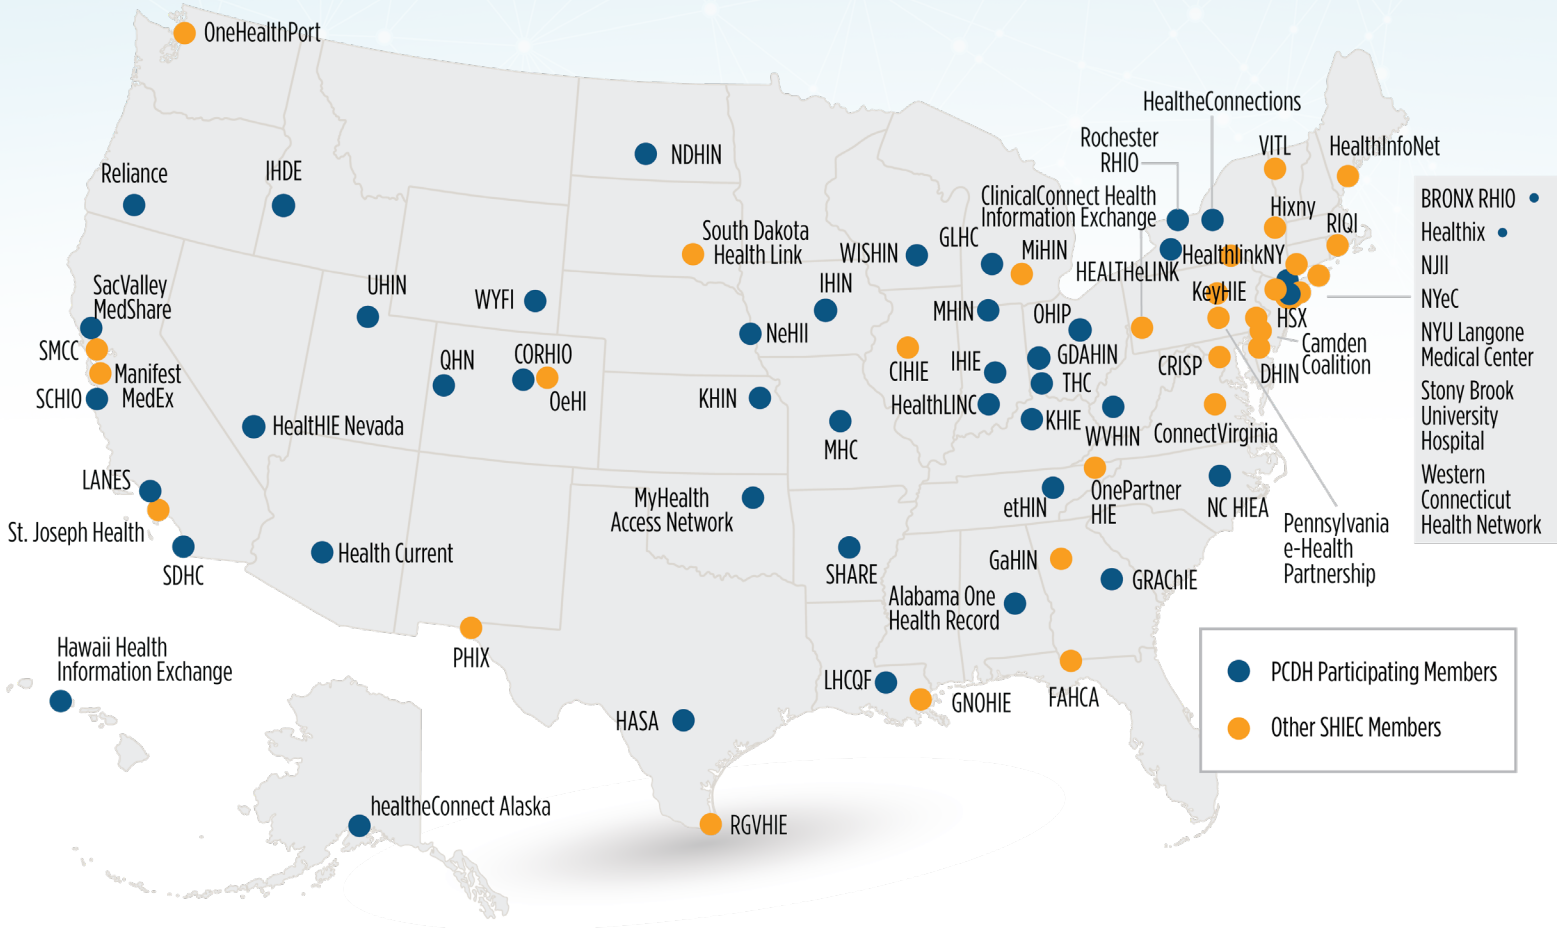 OneHealthPort
HealtheConnections
Rochester
RHIO
VITL
HealthInfoNet
NDHIN
Reliance
IHDE
ClinicalConnect Health
Information Exchange
BRONX RHIO
Hixny
RIQI
Healthix
South Dakota
Health Link
GLHC
MiHIN
WISHIN
HealthlinkNY
HEALTHeLINK
NJII
SacValley
MedShare
UHIN
WYFI
IHIN
KeyHIE
NYeC
MHIN
OHIP
HSX
NeHII
NYU Langone
Medical Center
SMCC
QHN
CORHIO
GDAHIN
Camden
Coalition
CIHIE
IHIE
CRISP
DHIN
Manifest
MedEx
THC
SCHIO
OeHI
KHIN
HealthLINC
Stony Brook
University
Hospital
HealtHIE Nevada
KHIE
WVHIN
ConnectVirginia
MHC
LANES
Western
Connecticut
Health Network
MyHealth
Access Network
OnePartner
HIE
etHIN
NC HIEA
St. Joseph Health
Pennsylvania
e-Health
Partnership
Health Current
SDHC
SHARE
GaHIN
GRAChIE
Alabama One
Health Record
PHIX
Hawaii Health
Information Exchange
LHCQF
GNOHIE
FAHCA
PCDH Participating Members
HASA
Other SHIEC Members
healtheConnect Alaska
RGVHIE